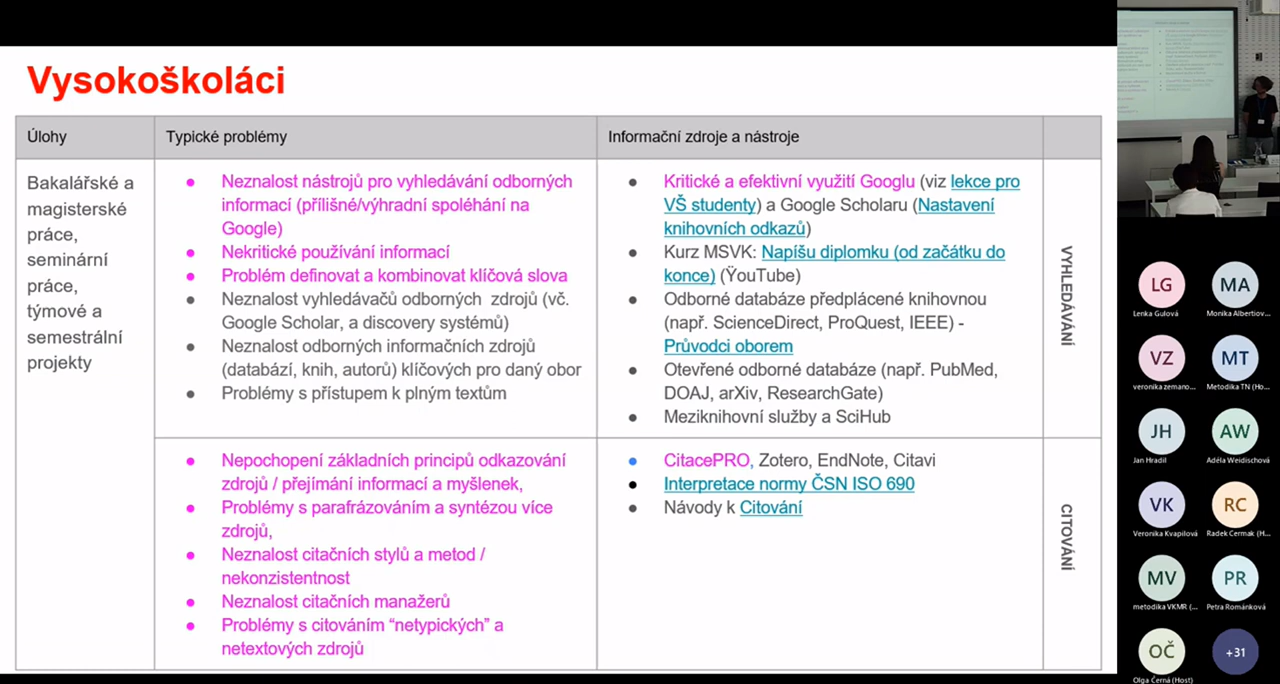 Vysokoškoláci
Úlohy
Typické problémy
Informační zdroje a nástroje
Bakalářské a
magisterské
práce,
seminární
práce,
týmové a
semestrální
projekty
Neznalost nástrojů pro vyhledávání odborných
informací (přílišné/výhradní spoléhání na
Google)
Nekritické používání informací
Problém definovat a kombinovat klíčová slova
Neznalost vyhledávačů odborných zdrojů (vč.
Google Scholar, a discovery systémů)
Neznalost odborných informačních zdrojů
(databází, knih, autorů) klíčových pro daný obor
Problémy s přístupem k plným textům
Kritické a efektivní využití Googlu (viz lekce pro
VŠ studenty) a Google Scholaru (Nastavení
knihovních odkazů)
Kurz MSVK: Napíšu diplomku (od začátku do
konce) (ŸouTube)
Odborné databáze předplácené knihovnou
(např. ScienceDirect, ProQuest, IEEE) -
Průvodci oborem
Otevřené odborné databáze (např. PubMed,
DOAJ, arXiv, ResearchGate)
Meziknihovní služby a SciHub
VYHLEDÁVÁNÍ
Nepochopení základních principů odkazování
zdrojů / přejímání informací a myšlenek,
Problémy s parafrázováním a syntézou více
zdrojů,
Neznalost citačních stylů a metod /
nekonzistentnost
Neznalost citačních manažerů
Problémy s citováním “netypických” a
netextových zdrojů
CitacePRO, Zotero, EndNote, Citavi
Interpretace normy ČSN ISO 690
Návody k Citování
CITOVÁNÍ
LG
MA
Lenka Gulová
Monika Albertiov...
VZ
MT
veronika zemano...
Metodika TN (Ho...
JH
AW
Jan Hradil
Adéla Weidischová
VK
RC
Veronika Kvapilová
Radek Cermak (H...
MV
PR
metodika VKMR (...
Petra Románková
OČ
+31
Olga Černá (Host)